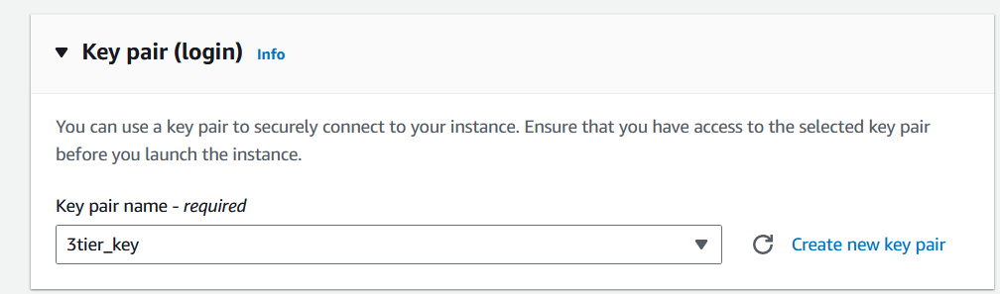 Key pair (login) Info
You can use a key pair to securely connect to your instance. Ensure that you have access to the selected key pair
before you launch the instance.
Key pair name - required
3tier_key
Create new key pair